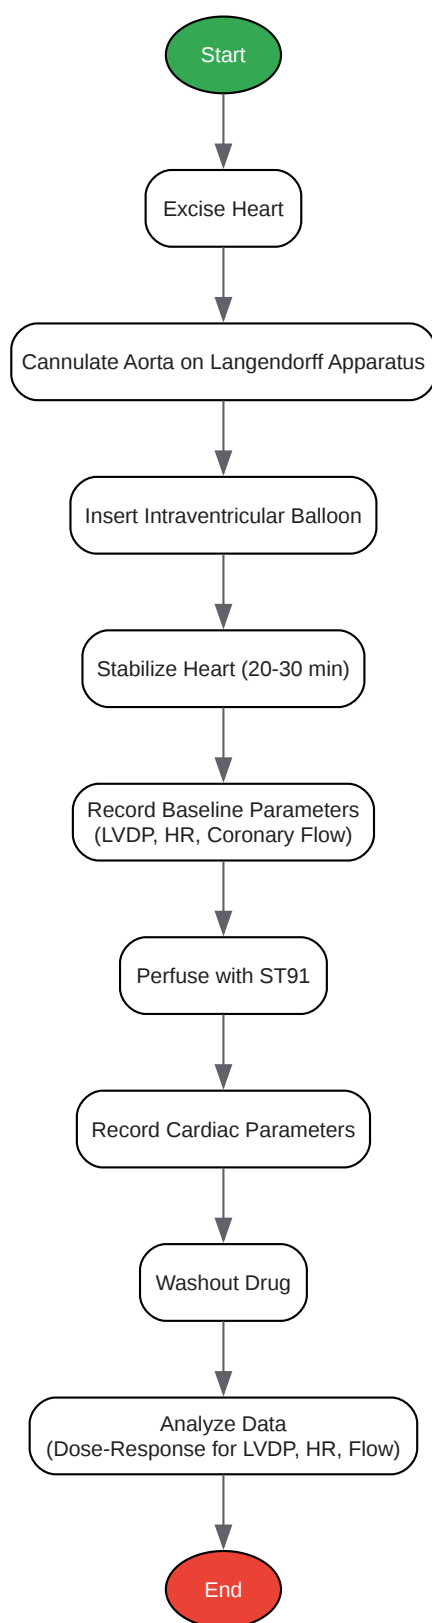 Start
Excise Heart
Cannulate Aorta on Langendorff Apparatus
Insert Intraventricular Balloon
Stabilize Heart (20-30 min)
Record Baseline Parameters
(LVDP, HR, Coronary Flow)
Perfuse with ST91
Record Cardiac Parameters
Washout Drug
Analyze Data
(Dose-Response for LVDP, HR, Flow)
End